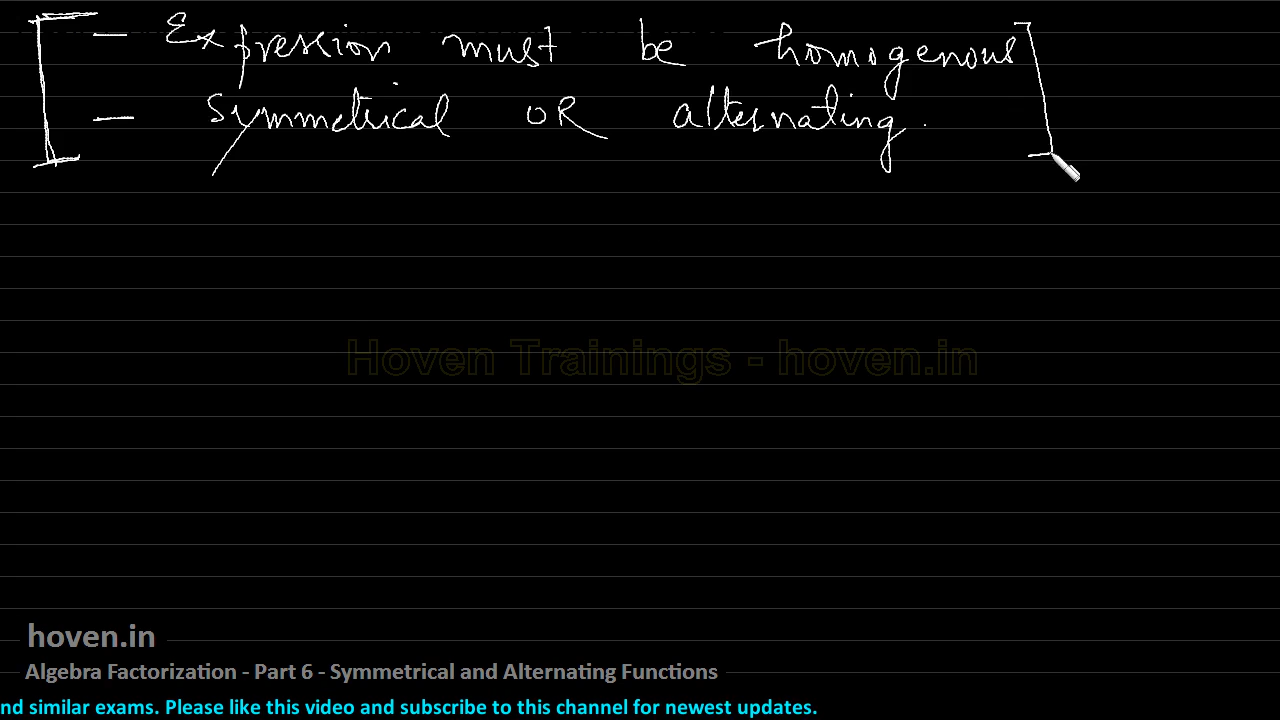 - Expression must be homogenous
- Symmetrical OR alternating.
Hoven Trainings - hoven.in
hoven.in
Algebra Factorization - Part 6 - Symmetrical and Alternating Functions
nd similar exams. Please like this video and subscribe to this channel for newest updates.